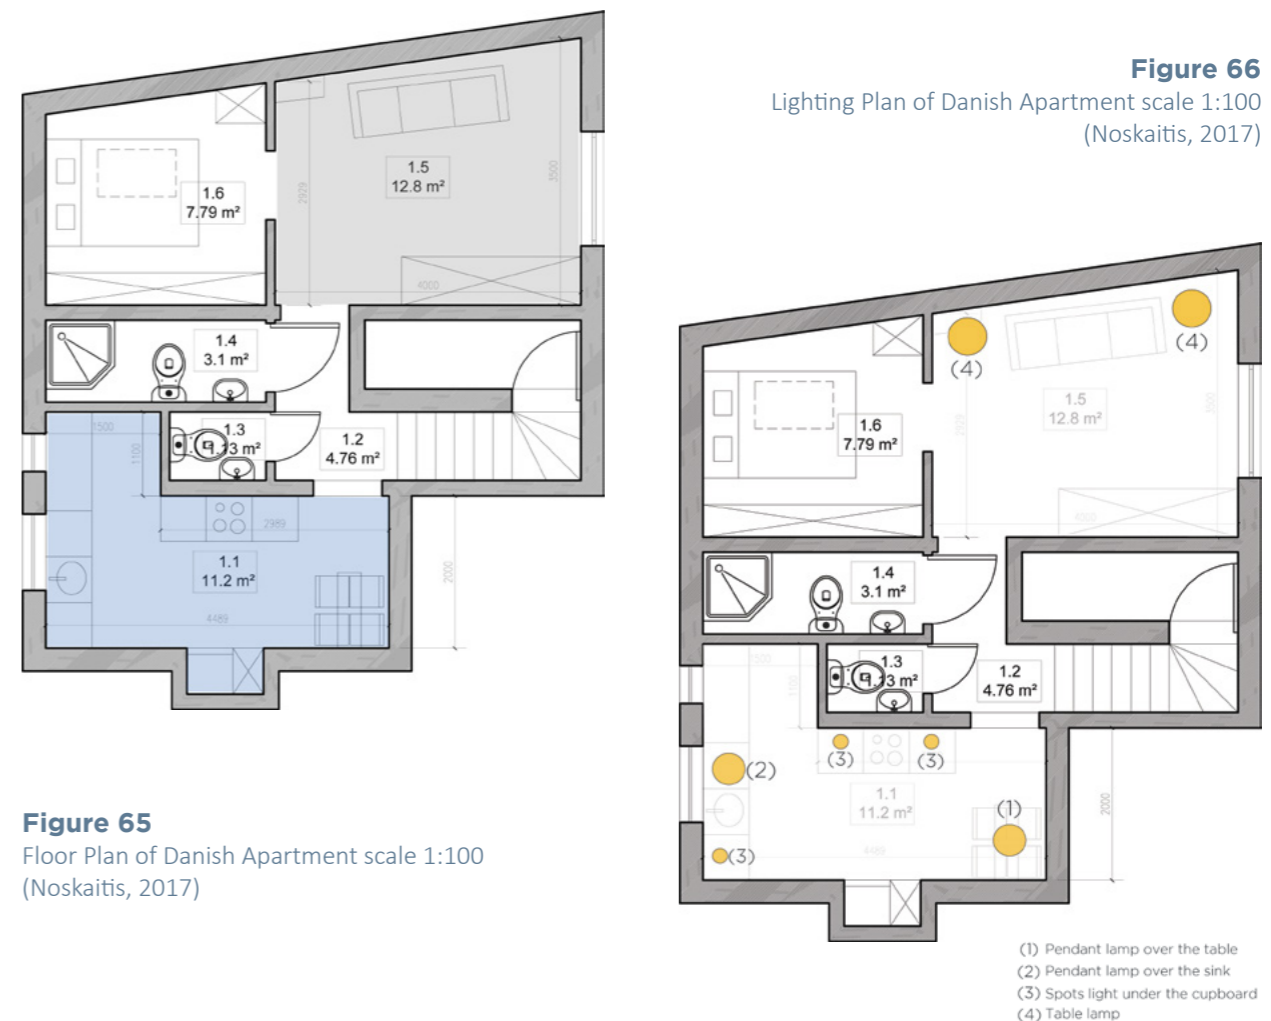 1.5
12.8 m²
2929
3500
4000
1.6
7.79 m²
1.4
3.1 m²
1.3
1.13 m²
1.2
4.76 m²
1500
1100
2989
1.1
11.2 m²
2000
4489
Figure 65
Floor Plan of Danish Apartment scale 1:100
(Noskaitis, 2017)
Figure 66
Lighting Plan of Danish Apartment scale 1:100
(Noskaitis, 2017)
(4)
(4)
1.5
12.8 m²
1.6
7.79 m²
1.4
3.1 m²
1.3
1.13 m²
1.2
4.76 m²
1500
1100
(2)
(3)
(3)
1.1
11.2 m²
(1)
2000
(3)
4489
(1) Pendant lamp over the table
(2) Pendant lamp over the sink
(3) Spots light under the cupboard
(4) Table lamp